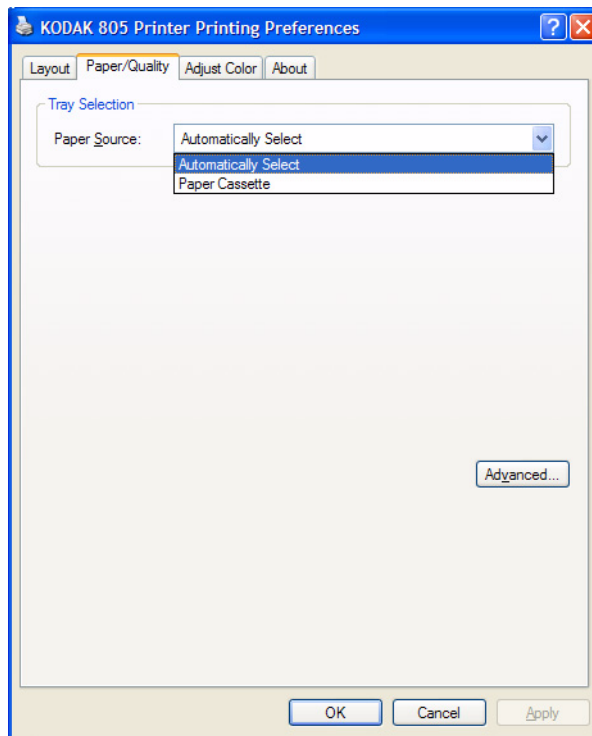 KODAK 805 Printer Printing Preferences
Layout Paper/Quality Adjust Color About
Tray Selection
Paper Source: Automatically Select
Automatically Select
Paper Cassette
Advanced...
OK Cancel Apply